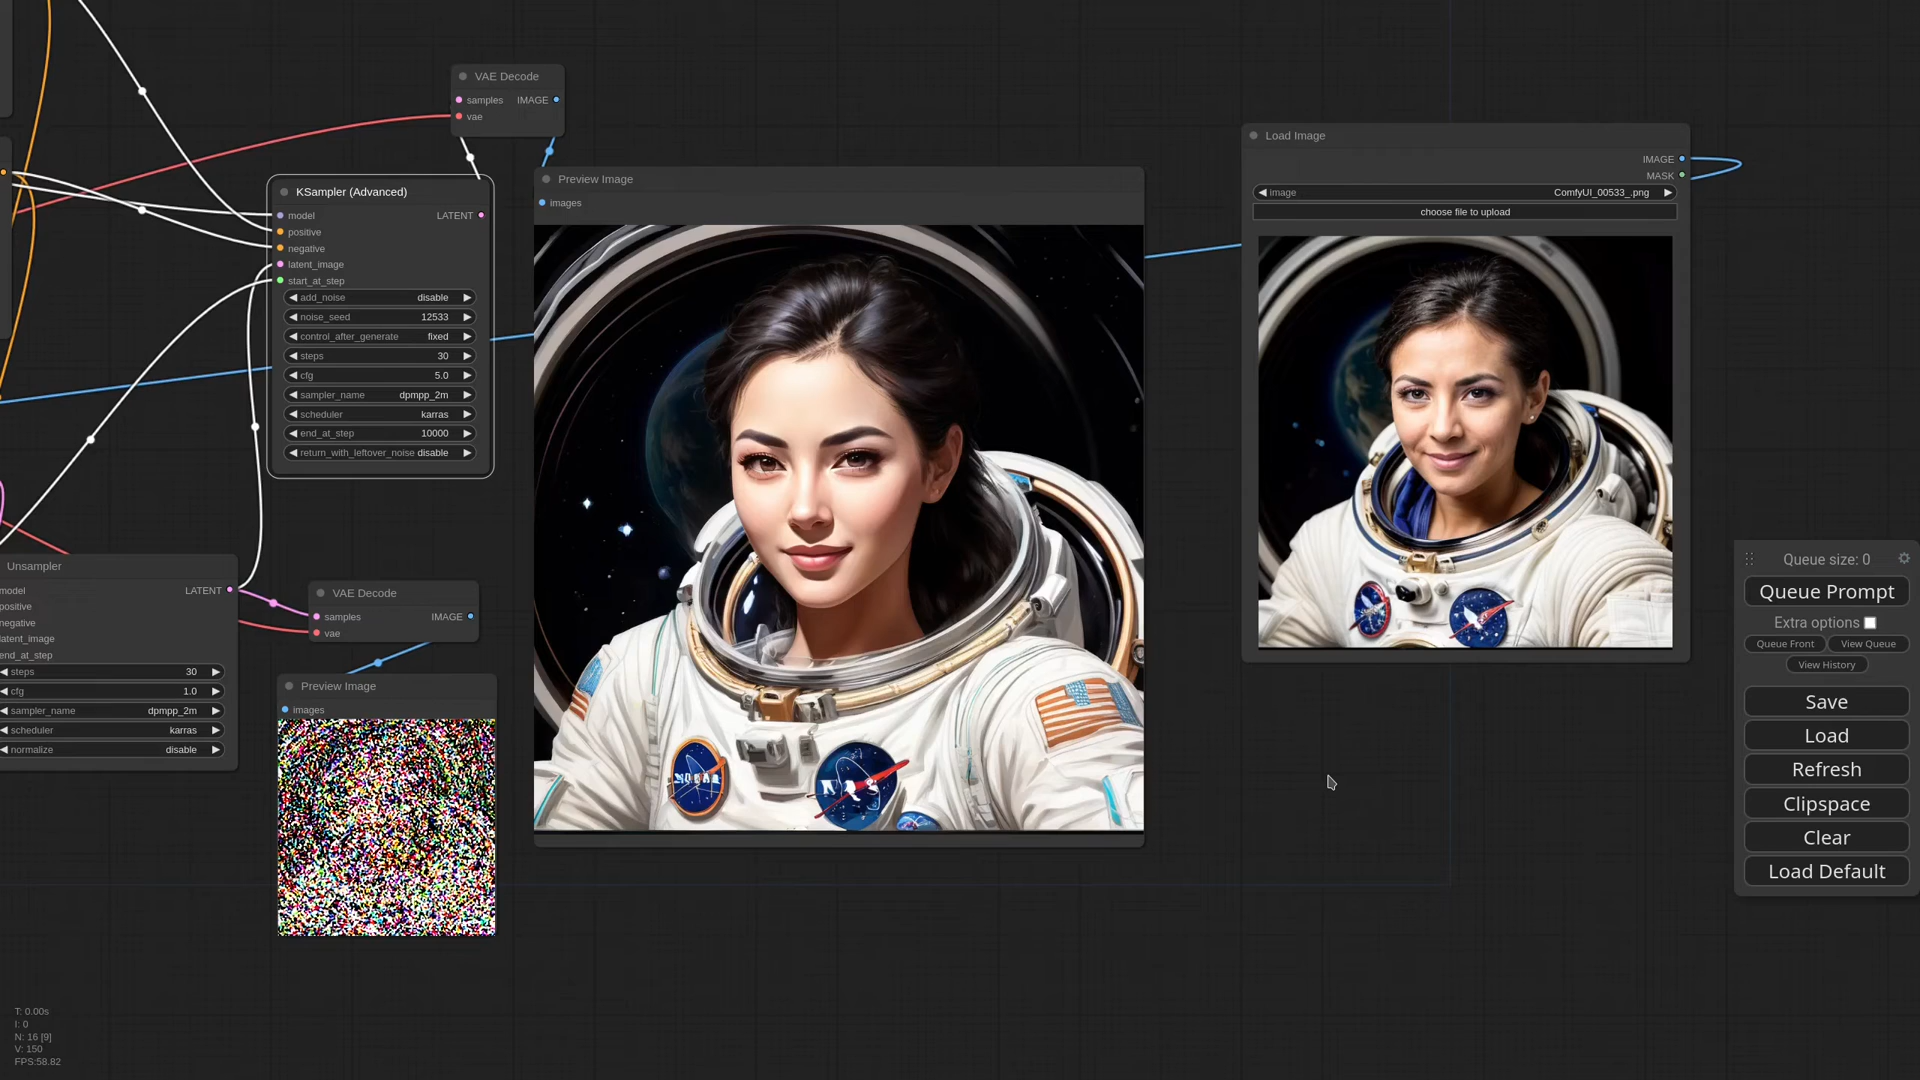 VAE Decode
samples IMAGE
vae
KSampler (Advanced)
model LATENT
positive
negative
latent_image
start_at_step
add_noise disable
noise_seed 12533
control_after_generate fixed
steps 30
cfg 5.0
sampler_name dpmpp_2m
scheduler karras
end_at_step 10000
return_with_leftover_noise disable
Preview Image
images
Load Image
IMAGE
MASK
image ComfyUI_00533_.png
choose file to upload
Unsampler
model LATENT
positive
negative
latent_image
end_at_step
steps 30
cfg 1.0
sampler_name dpmpp_2m
scheduler karras
normalize disable
VAE Decode
samples IMAGE
vae
Preview Image
images
Queue size: 0
Queue Prompt
Extra options
Queue Front View Queue
View History
Save
Load
Refresh
Clipspace
Clear
Load Default
T: 0.00s
I: 0
N: 16 [9]
V: 150
FPS:58.82